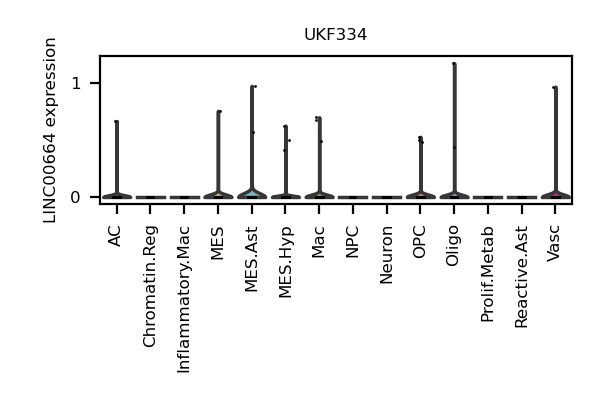 UKF334
LINC00664 expression
1
0
AC
Chromatin.Reg
Inflammatory.Mac
MES
MES.Ast
MES.Hyp
Mac
NPC
Neuron
OPC
Oligo
Prolif.Metab
Reactive.Ast
Vasc